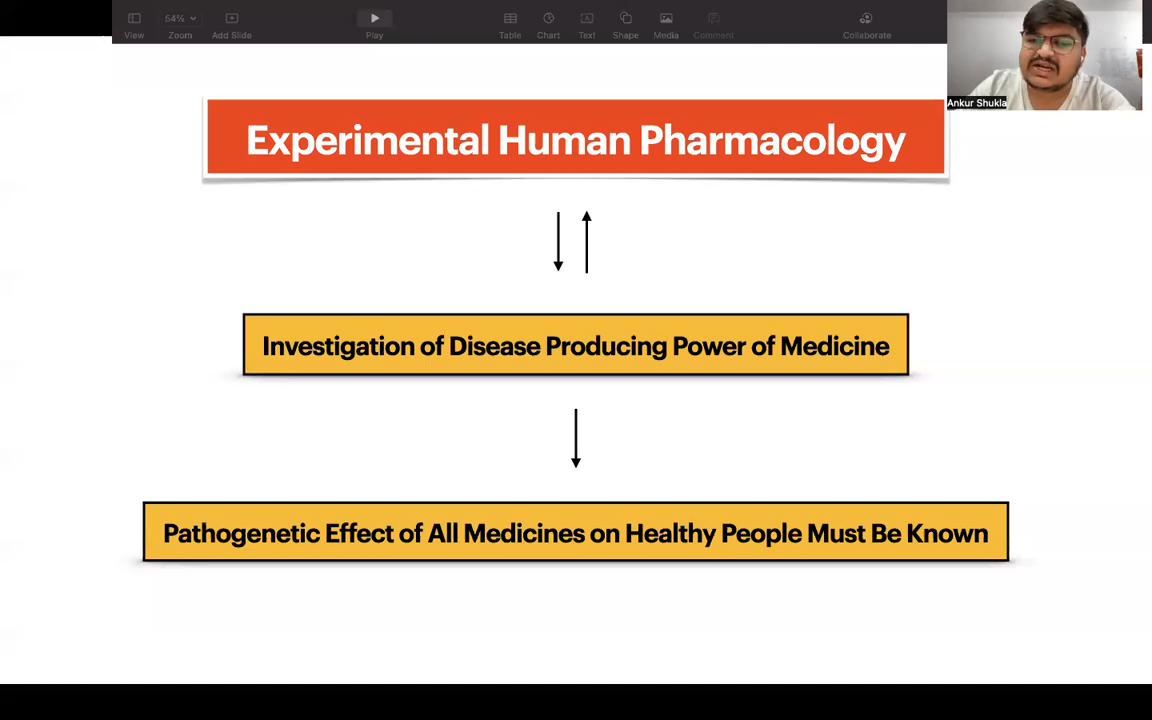 54%
View
Zoom
Add Slide
Play
Table
Chart
Text
Shape
Media
Comment
Collaborate
Ankur Shukla
Experimental Human Pharmacology
Investigation of Disease Producing Power of Medicine
Pathogenetic Effect of All Medicines on Healthy People Must Be Known